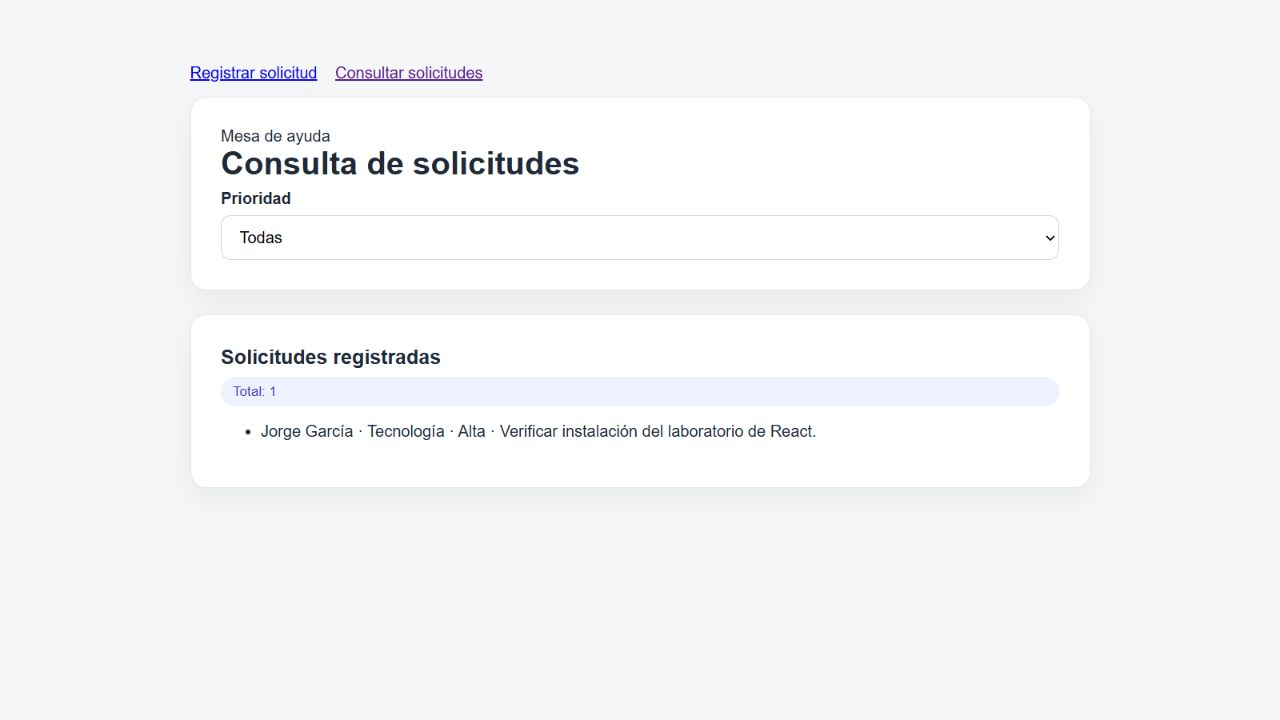 Registrar solicitud Consultar solicitudes
Mesa de ayuda
Consulta de solicitudes
Prioridad
Todas
Solicitudes registradas
Total: 1
• Jorge García · Tecnología · Alta · Verificar instalación del laboratorio de React.